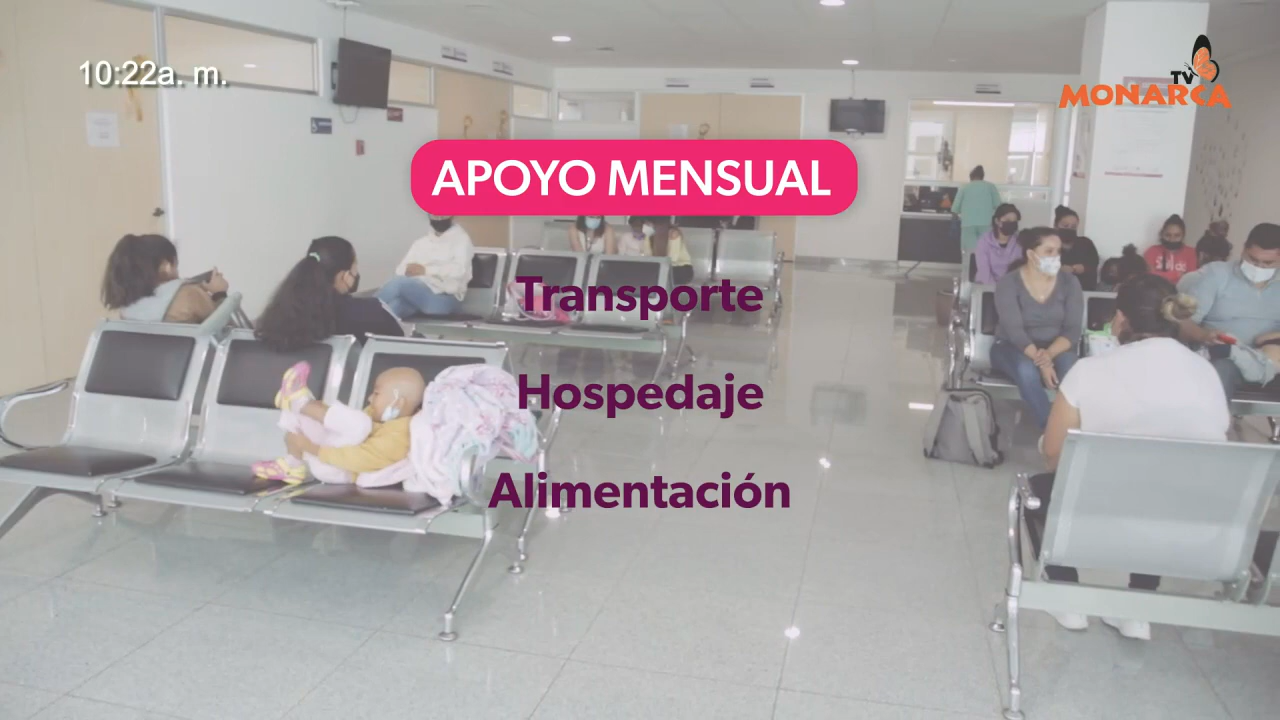 10:22a. m.
TV
MONARCA
APOYO MENSUAL
Transporte
Hospedaje
Alimentación